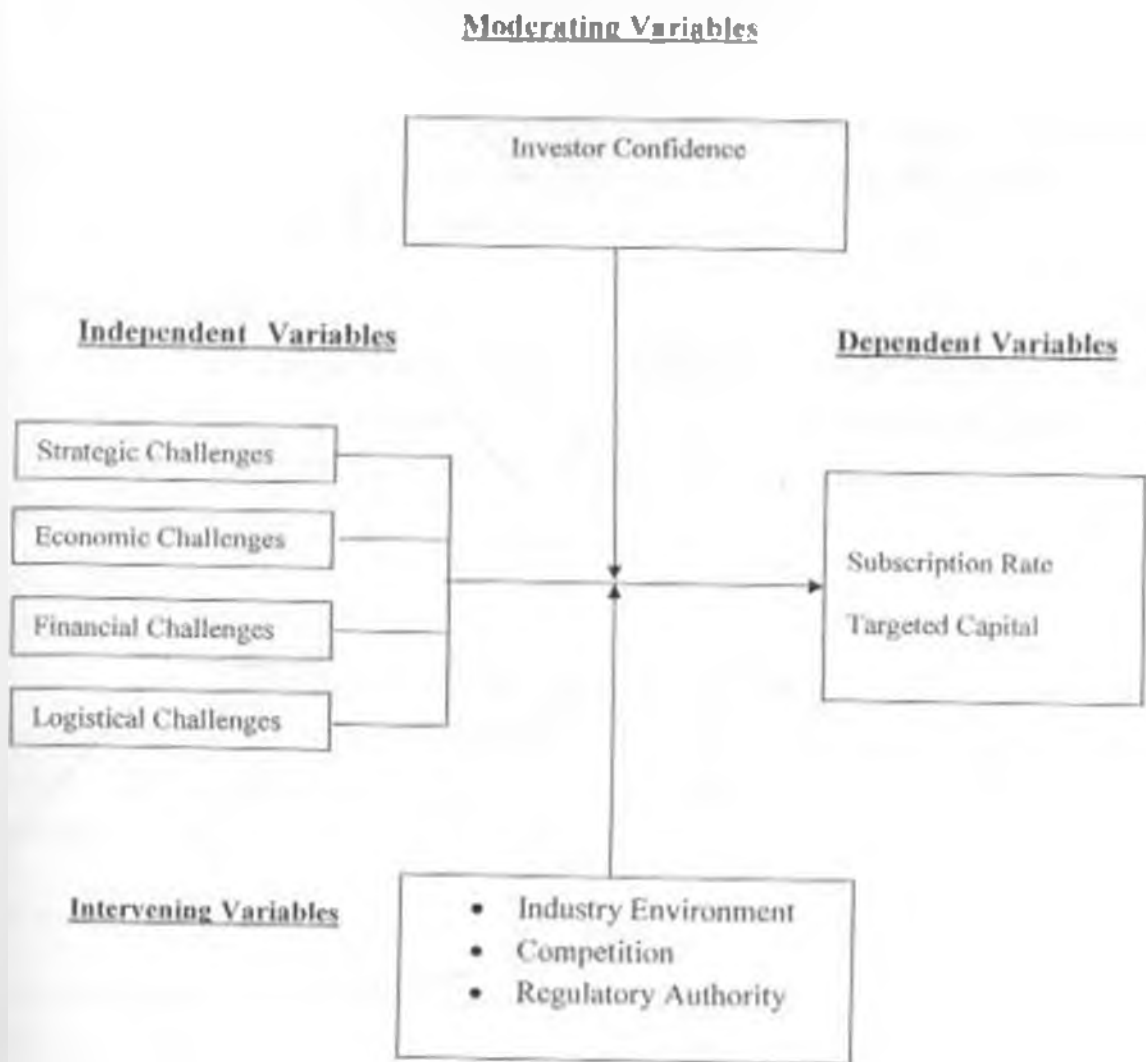 Moderating Variables
Investor Confidence
Independent Variables
Dependent Variables
Strategic Challenges
Economic Challenges
Financial Challenges
Logistical Challenges
Subscription Rate
Targeted Capital
Intervening Variables
• Industry Environment
• Competition
• Regulatory Authority